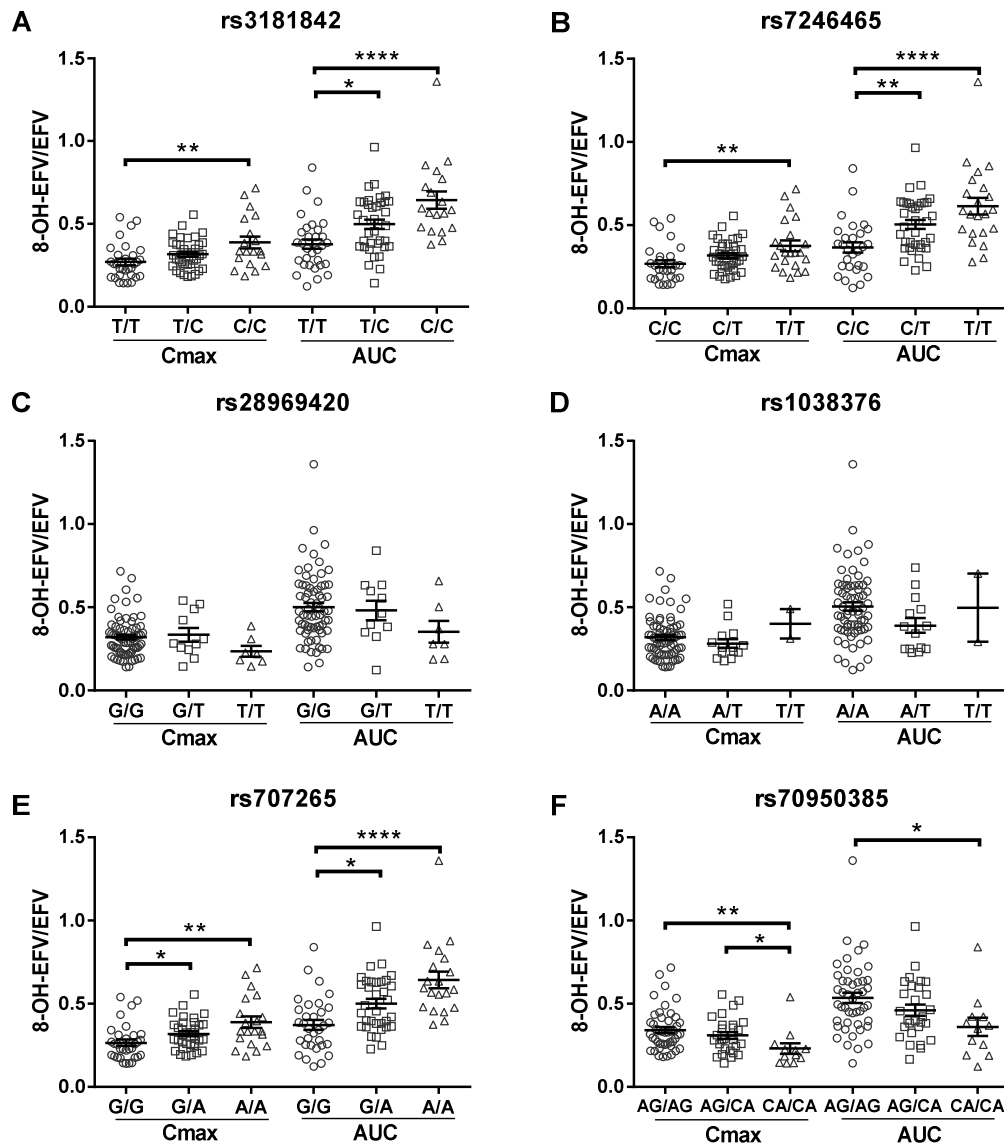 A
rs3181842
8-OH-EFV/EFV
1.5
1.0
0.5
0.0
**
*
****
T/T T/C C/C T/T T/C C/C
Cmax AUC
B
rs7246465
8-OH-EFV/EFV
1.5
1.0
0.5
0.0
**
**
****
C/C C/T T/T C/C C/T T/T
Cmax AUC
C
rs28969420
8-OH-EFV/EFV
1.5
1.0
0.5
0.0
G/G G/T T/T G/G G/T T/T
Cmax AUC
D
rs1038376
8-OH-EFV/EFV
1.5
1.0
0.5
0.0
A/A A/T T/T A/A A/T T/T
Cmax AUC
E
rs707265
8-OH-EFV/EFV
1.5
1.0
0.5
0.0
**
*
****
*
G/G G/A A/A G/G G/A A/A
Cmax AUC
F
rs70950385
8-OH-EFV/EFV
1.5
1.0
0.5
0.0
**
*
*
AG/AG AG/CA CA/CA AG/AG AG/CA CA/CA
Cmax AUC